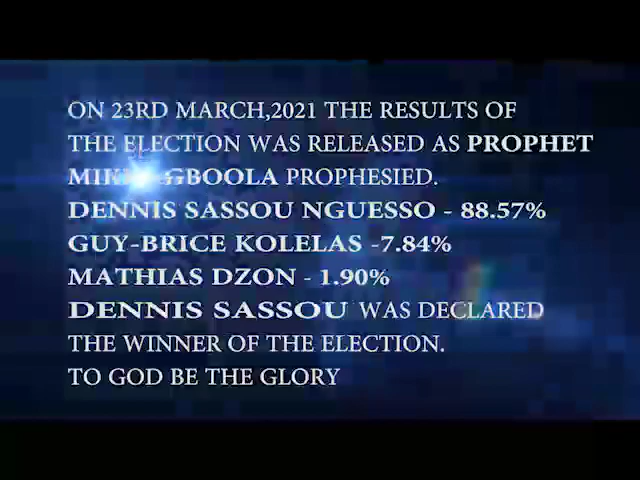 ON 23RD MARCH,2021 THE RESULTS OF
THE ELECTION WAS RELEASED AS PROPHET
PROPHESIED.
DENNIS SASSOU NGUESSO - 88.57%
GUY-BRICE KOLELAS -7.84%
MATHIAS DZON - 1.90%
DENNIS SASSOU WAS DECLARED
THE WINNER OF THE ELECTION.
TO GOD BE THE GLORY